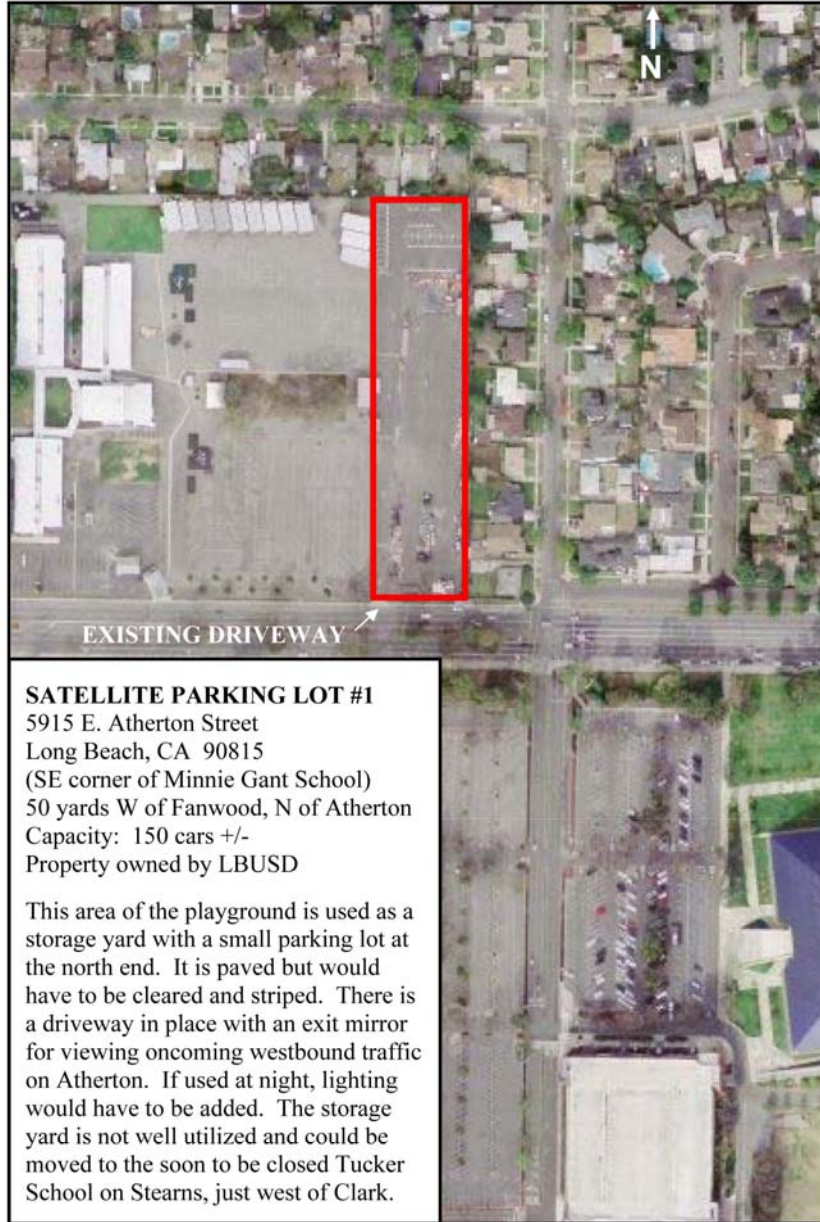 N
EXISTING DRIVEWAY
SATELLITE PARKING LOT #1
5915 E. Atherton Street
Long Beach, CA  90815
(SE corner of Minnie Gant School)
50 yards W of Fanwood, N of Atherton
Capacity:  150 cars +/-
Property owned by LBUSD
This area of the playground is used as a
storage yard with a small parking lot at
the north end.  It is paved but would
have to be cleared and striped.  There is
a driveway in place with an exit mirror
for viewing oncoming westbound traffic
on Atherton.  If used at night, lighting
would have to be added.  The storage
yard is not well utilized and could be
moved to the soon to be closed Tucker
School on Stearns, just west of Clark.